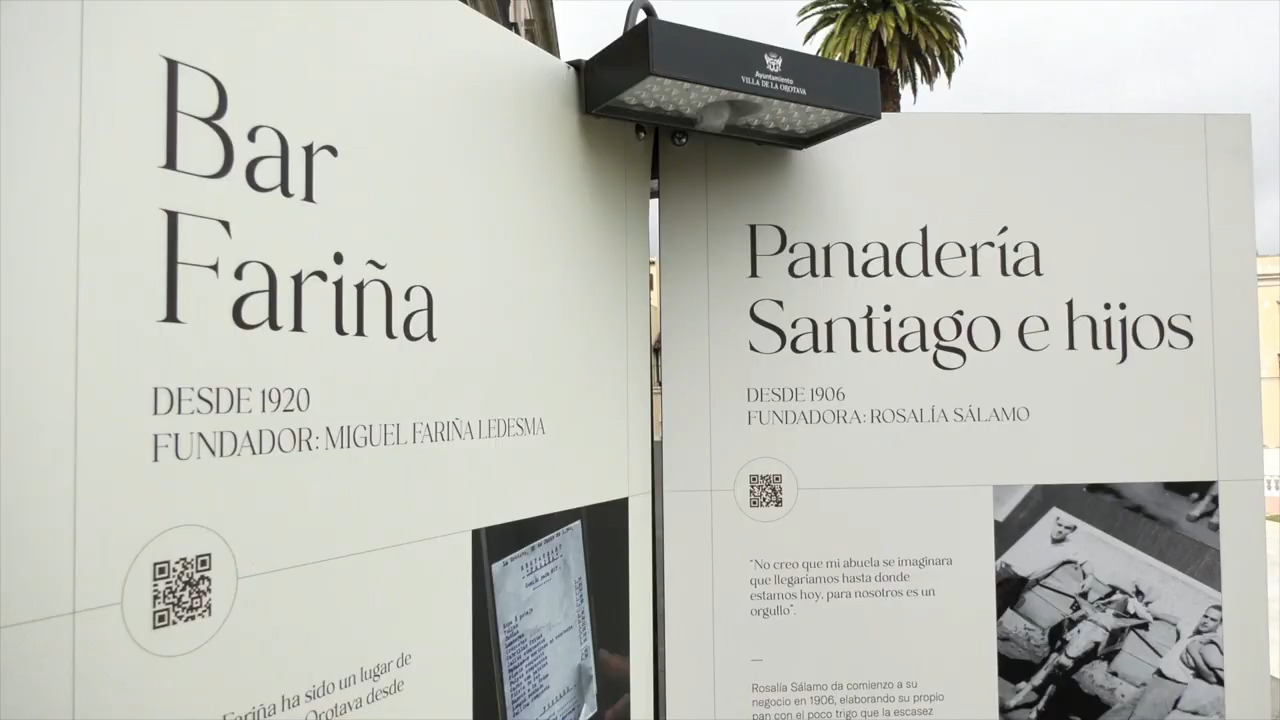 Ayuntamiento
VILLA DE LA OROTAVA
Bar
Fariña
DESDE 1920
FUNDADOR: MIGUEL FARIÑA LEDESMA
Fariña ha sido un lugar de
Orotava desde
Panadería
Santiago e hijos
DESDE 1906
FUNDADORA: ROSALÍA SÁLAMO
"No creo que mi abuela se imaginara
que llegaríamos hasta donde
estamos hoy, para nosotros es un
orgullo".
—
Rosalía Sálamo da comienzo a su
negocio en 1906, elaborando su propio
pan con el poco trigo que la escasez